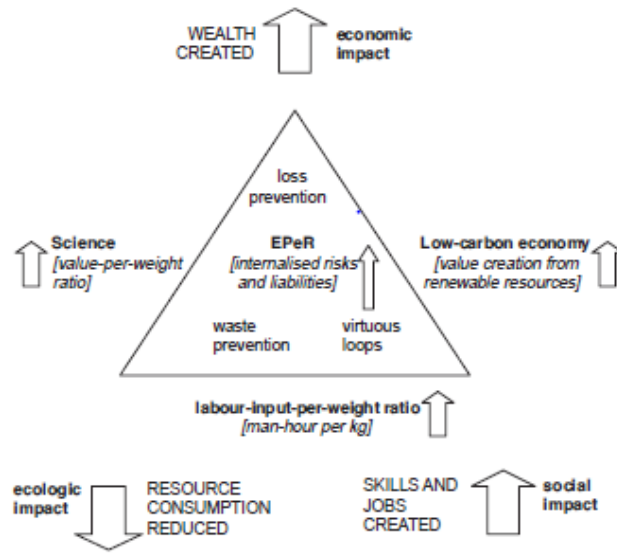 WEALTH
CREATED
economic
impact
loss
prevention
Science
[value-per-weight
ratio]
EPeR
[internalised risks
and liabilities]
Low-carbon economy
[value creation from
renewable resources]
waste
prevention
virtuous
loops
labour-input-per-weight ratio
[man-hour per kg]
ecologic
impact
RESOURCE
CONSUMPTION
REDUCED
SKILLS AND
JOBS
CREATED
social
impact